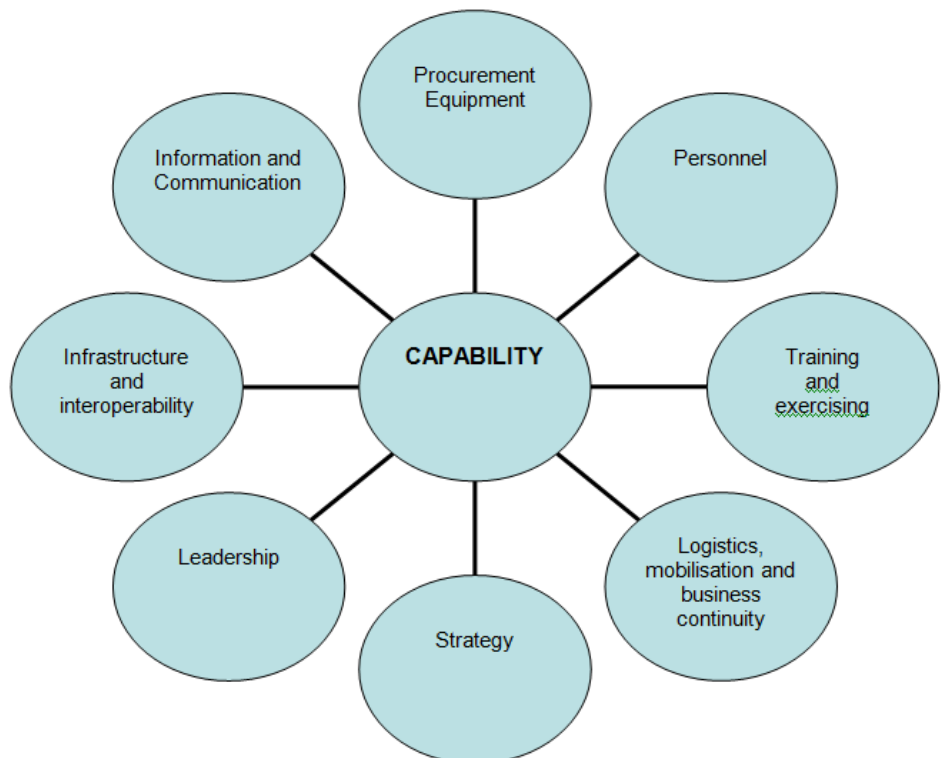 Procurement
Equipment
Personnel
Information and
Communication
CAPABILITY
Infrastructure
and
interoperability
Training
and
exercising
Leadership
Logistics,
mobilisation and
business
continuity
Strategy